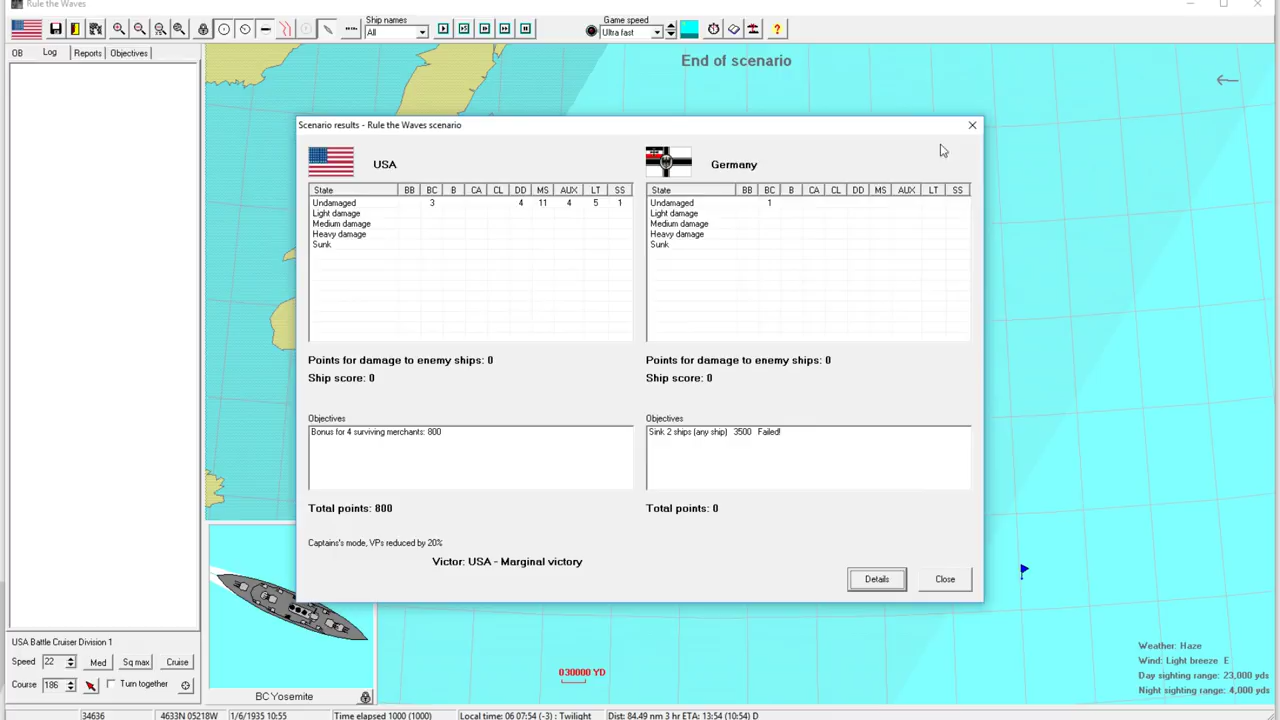 Rule the Waves
Ship names
All
Game speed
Ultra fast
OB Log Reports Objectives
End of scenario
Scenario results - Rule the Waves scenario
USA
Germany
State BB BC B CA CL DD MS AUX LT SS
Undamaged 3 4 11 4 5 1
Light damage
Medium damage
Heavy damage
Sunk
State BB BC B CA CL DD MS AUX LT SS
Undamaged 1
Light damage
Medium damage
Heavy damage
Sunk
Points for damage to enemy ships: 0
Ship score: 0
Points for damage to enemy ships: 0
Ship score: 0
Objectives
Bonus for 4 surviving merchants: 800
Objectives
Sink 2 ships (any ship) 3500 Failed!
Total points: 800
Total points: 0
Captains's mode, VPs reduced by 20%
Victor: USA - Marginal victory
Details
Close
USA Battle Cruiser Division 1
Speed 22 Med Sq max Cruise
Course 186 Turn together
BC Yosemite
030000 YD
Weather: Haze
Wind: Light breeze E
Day sighting range: 23,000 yds
Night sighting range: 4,000 yds
34636 4633N 05218W 1/6/1935 10:55 Time elapsed 1000 (1000) Local time: 06 07:54 (-3) : Twilight Dist: 84.49 nm 3 hr ETA: 13:54 (10:54) D